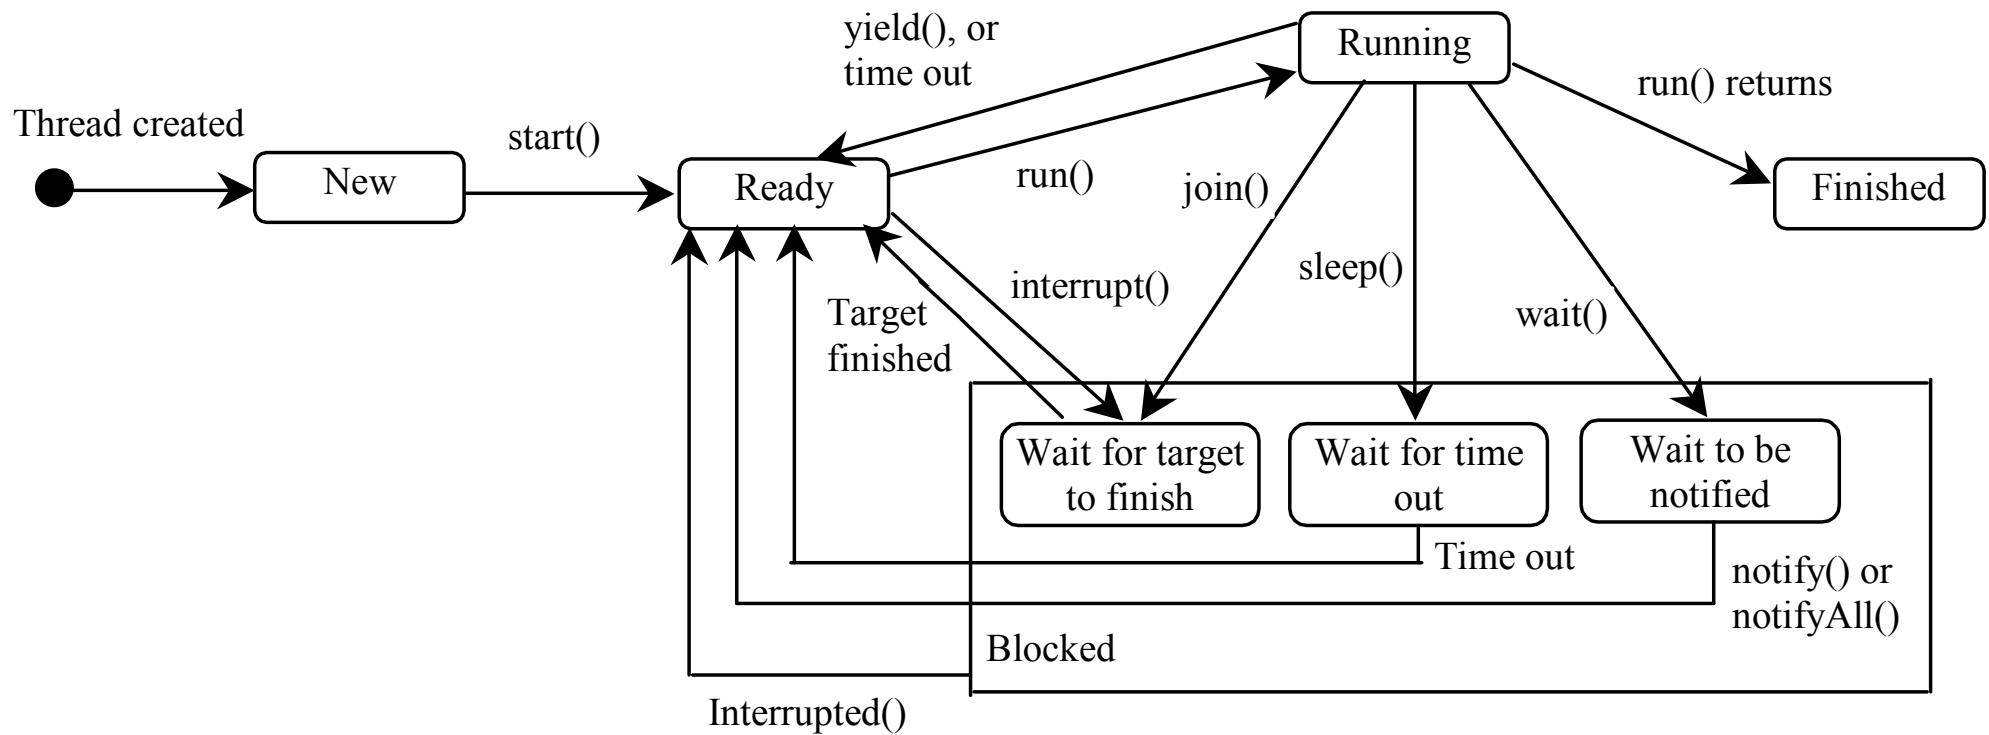 yield(), or
time out
Running
run() returns
Thread created
start()
New
Ready
run()
join()
Finished
interrupt()
sleep()
Target
finished
wait()
Wait for target
to finish
Wait for time
out
Wait to be
notified
Time out
notify() or
notifyAll()
Blocked
Interrupted()